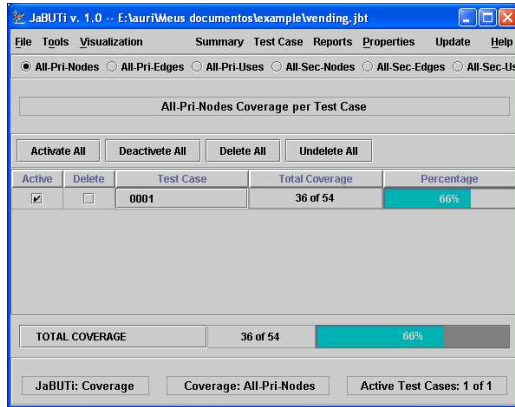 JaBUTi v. 1.0 -- E:\auri\Meus documentos\example\vending.jbt
File Tools Visualization Summary Test Case Reports Properties Update Help
All-Pri-Nodes All-Pri-Edges All-Pri-Uses All-Sec-Nodes All-Sec-Edges All-Sec-Us
All-Pri-Nodes Coverage per Test Case
Activate All Deactivete All Delete All Undelete All
Active Delete Test Case Total Coverage Percentage
0001 36 of 54 66%
TOTAL COVERAGE 36 of 54 66%
JaBUTi: Coverage Coverage: All-Pri-Nodes Active Test Cases: 1 of 1